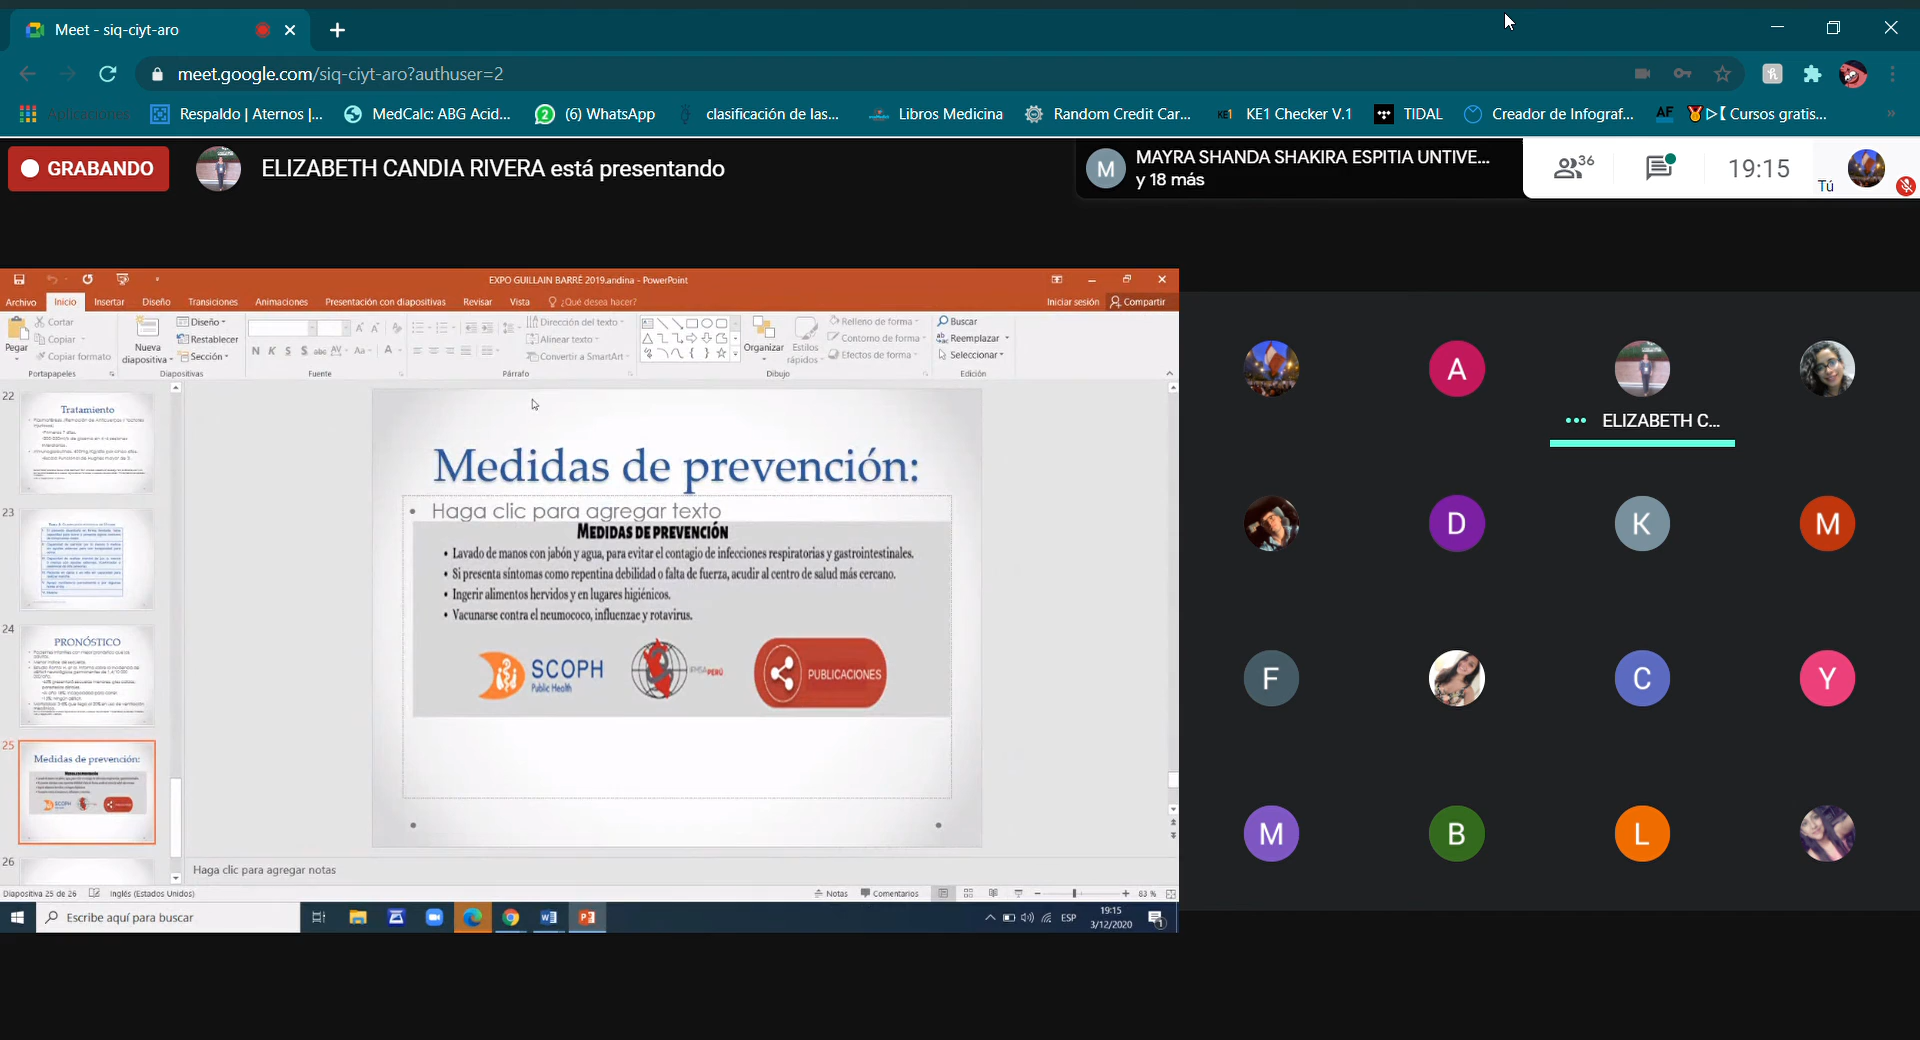 Meet - siq-ciyt-aro
meet.google.com/siq-ciyt-aro?authuser=2
Aplicaciones
Respaldo | Aternos |...
MedCalc: ABG Acid...
(6) WhatsApp
clasificación de las...
Libros Medicina
Random Credit Car...
KE1 Checker V.1
TIDAL
Creador de Infograf...
AF
Cursos gratis...
GRABANDO
ELIZABETH CANDIA RIVERA está presentando
M
MAYRA SHANDA SHAKIRA ESPITIA UNTIVE...
y 18 más
36
19:15
Tú
EXPO GUILLAIN BARRÉ 2019.andina - PowerPoint
Archivo Inicio Insertar Diseño Transiciones Animaciones Presentación con diapositivas Revisar Vista ¿Qué desea hacer? Iniciar sesión Compartir
Pegar
Cortar
Copiar
Copiar formato
Portapapeles
Nueva
diapositiva
Diseño
Restablecer
Sección
Diapositivas
N K S S abc AV Aa A
Fuente
Dirección del texto
Alinear texto
Convertir a SmartArt
Párrafo
Organizar
Estilos
rápidos
Relleno de forma
Contorno de forma
Efectos de forma
Dibujo
Buscar
Reemplazar
Seleccionar
Edición
22
Tratamiento
23
24
PRONÓSTICO
25
Medidas de prevención:
26
Medidas de prevención:
• Haga clic para agregar texto
MEDIDAS DE PREVENCIÓN
• Lavado de manos con jabón y agua, para evitar el contagio de infecciones respiratorias y gastrointestinales.
• Si presenta síntomas como repentina debilidad o falta de fuerza, acudir al centro de salud más cercano.
• Ingerir alimentos hervidos y en lugares higiénicos.
• Vacunarse contra el neumococo, influenzae y rotavirus.
SCOPH
Public Health
IFMSA PERÚ
PUBLICACIONES
Haga clic para agregar notas
Diapositiva 25 de 26
Inglés (Estados Unidos)
Notas
Comentarios
83 %
Escribe aquí para buscar
ESP
19:15
3/12/2020
1
A
ELIZABETH C...
D
K
M
F
C
Y
M
B
L